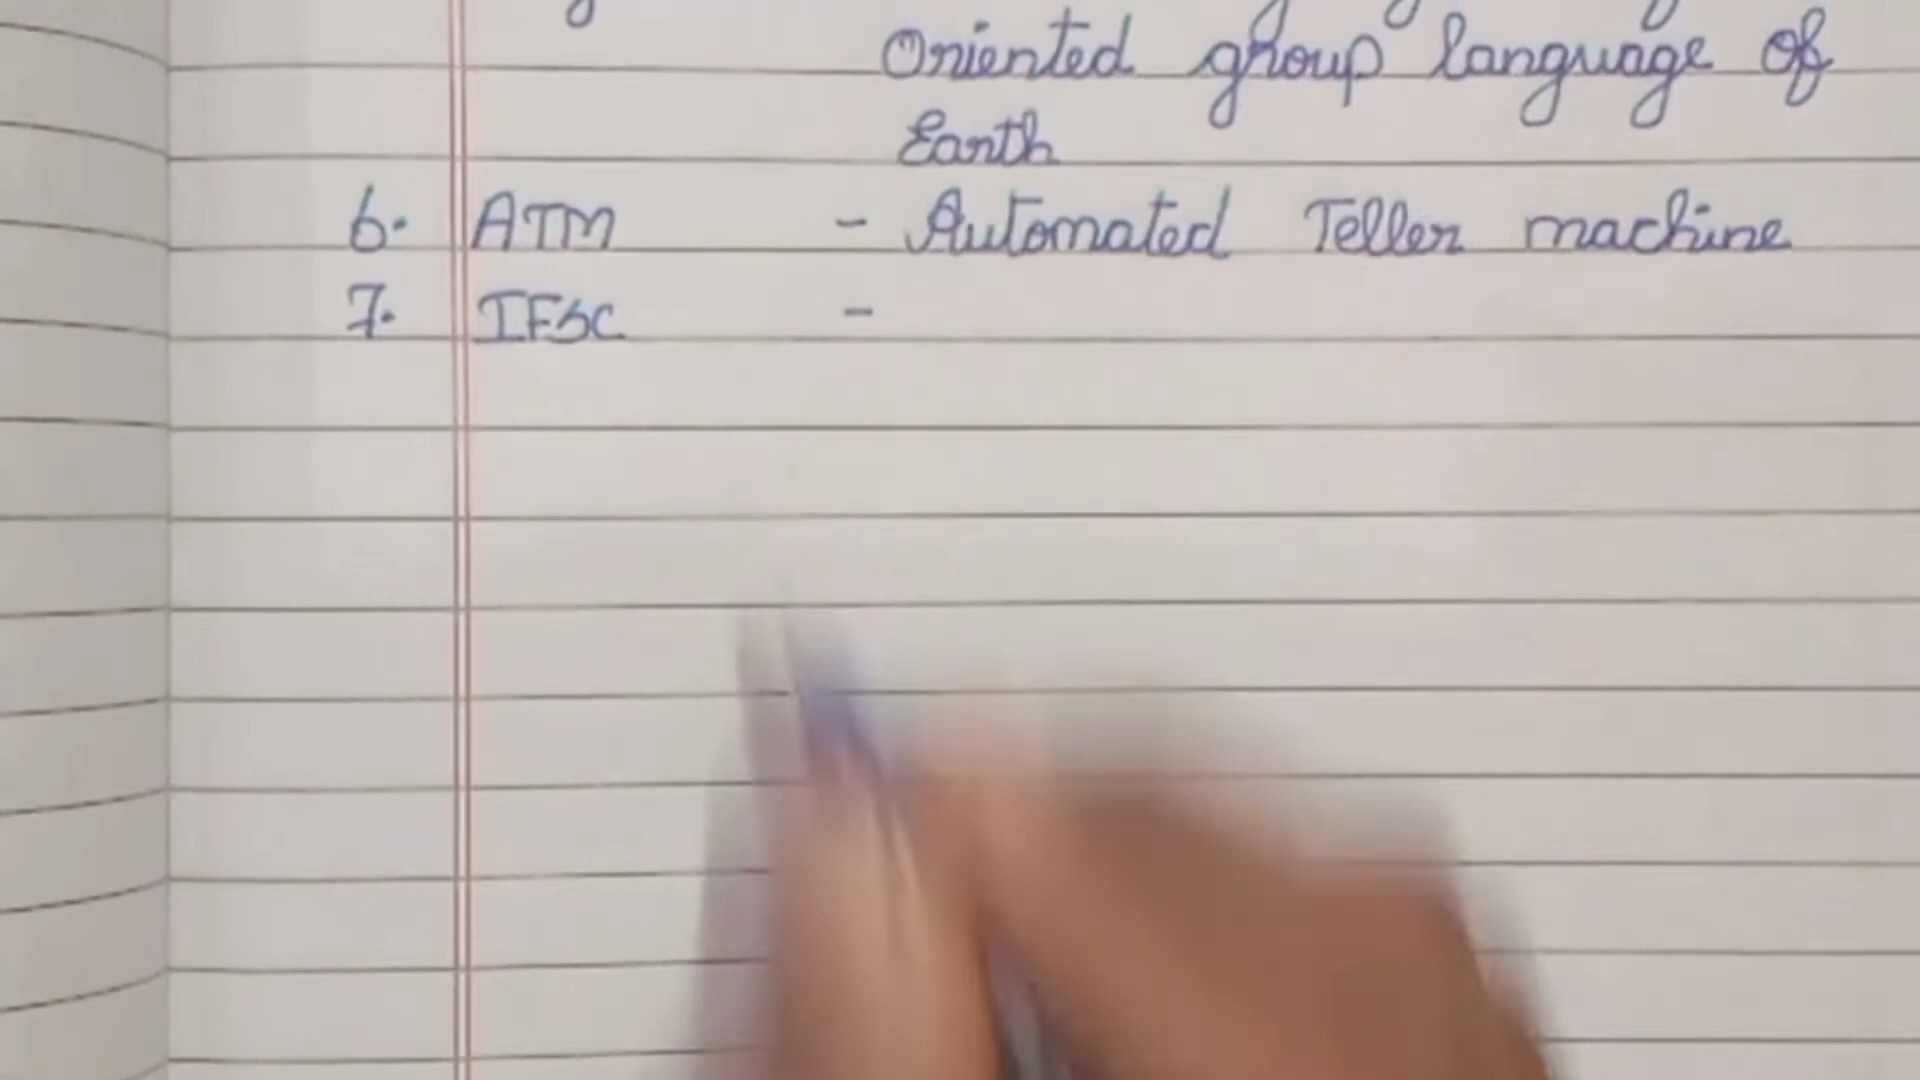 Oriented group language of
Earth
6. ATM - Automated Teller machine
7. IFSC -